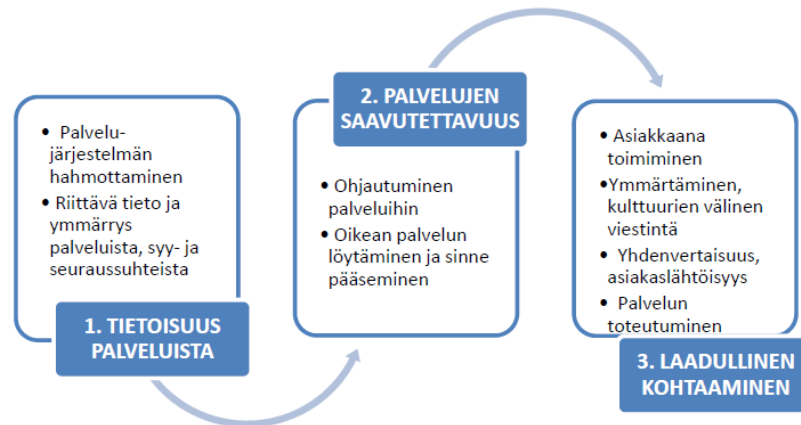 • Palvelu-
järjestelmän
hahmottaminen
• Riittävä tieto ja
ymmärrys
palveluista, syy- ja
seuraussuhteista
1. TIETOISUUS
PALVELUISTA
2. PALVELUJEN
SAAVUTETTAVUUS
• Ohjautuminen
palveluihin
• Oikean palvelun
löytäminen ja sinne
pääseminen
• Asiakkaana
toimiminen
•Ymmärtäminen,
kulttuurien välinen
viestintä
• Yhdenvertaisuus,
asiakaslähtöisyys
• Palvelun
toteutuminen
3. LAADULLINEN
KOHTAAMINEN